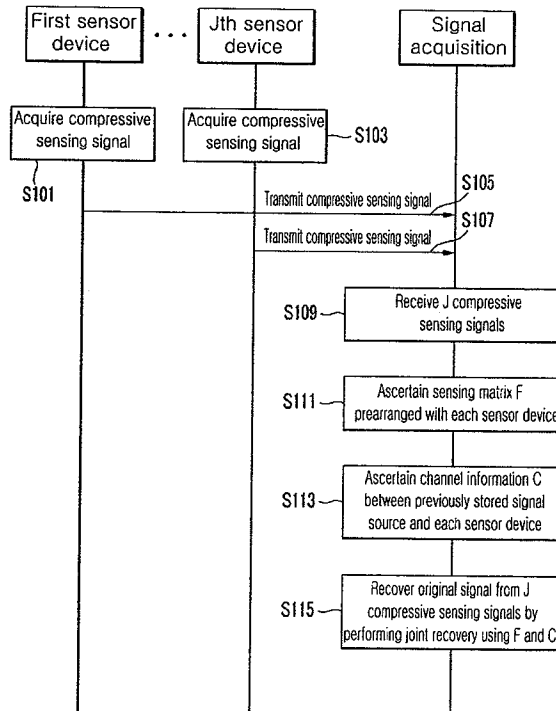 First sensor
device
...
Jth sensor
device
Signal
acquisition
Acquire compressive
sensing signal
S101
Acquire compressive
sensing signal
S103
Transmit compressive sensing signal
S105
Transmit compressive sensing signal
S107
S109
Receive J compressive
sensing signals
S111
Ascertain sensing matrix F
prearranged with each sensor device
S113
Ascertain channel information C
between previously stored signal
source and each sensor device
S115
Recover original signal from J
compressive sensing signals by
performing joint recovery using F and C